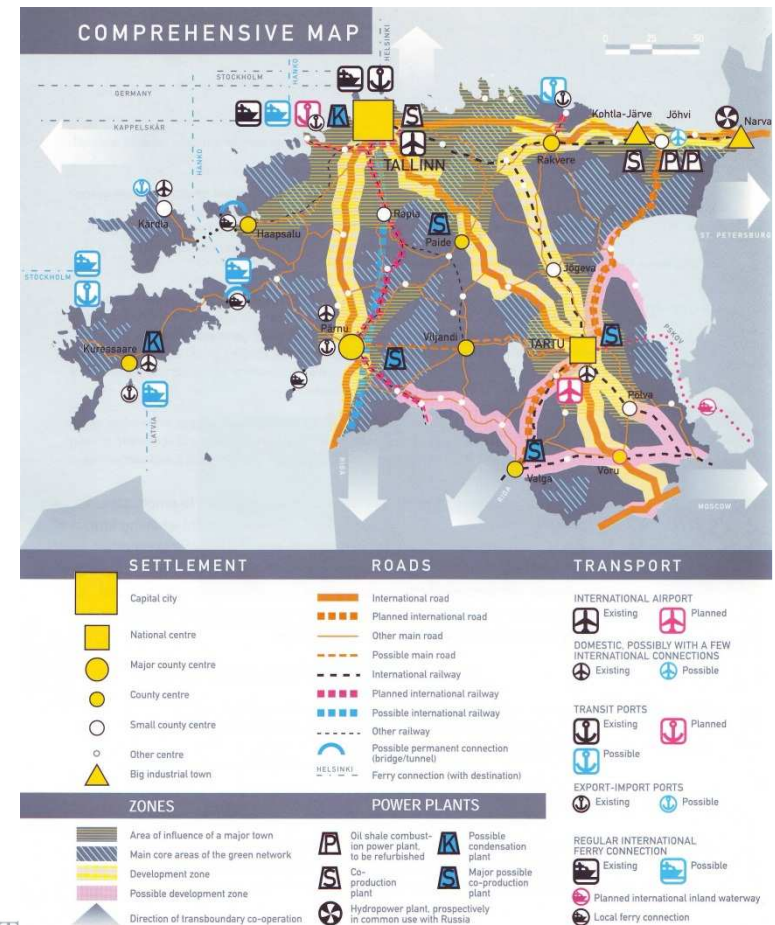 COMPREHENSIVE MAP
0 25 50
HELSINKI
HANKO
STOCKHOLM
GERMANY
KAPPELSKÄR
HANKO
K
S
TALLINN
Kohtla-Järve
Jõhvi
Narva
Rakvere
S
P
P
Kärdla
Haapsalu
Rapla
S
Paide
ST. PETERSBURG
Jõgeva
STOCKHOLM
Kuressaare
K
Pärnu
Viljandi
TARTU
S
PSKOV
Põlva
LATVIA
S
Valga
Võru
RIGA
RIGA
MOSCOW
SETTLEMENT
Capital city
National centre
Major county centre
County centre
Small county centre
Other centre
Big industrial town
ROADS
International road
Planned international road
Other main road
Possible main road
International railway
Planned international railway
Possible international railway
Other railway
Possible permanent connection
(bridge/tunnel)
HELSINKI Ferry connection (with destination)
TRANSPORT
INTERNATIONAL AIRPORT
Existing Planned
DOMESTIC, POSSIBLY WITH A FEW
INTERNATIONAL CONNECTIONS
Existing Possible
TRANSIT PORTS
Existing Planned
Possible
EXPORT-IMPORT PORTS
Existing Possible
REGULAR INTERNATIONAL
FERRY CONNECTION
Existing Possible
Planned international inland waterway
Local ferry connection
ZONES
Area of influence of a major town
Main core areas of the green network
Development zone
Possible development zone
Direction of transboundary co-operation
POWER PLANTS
P Oil shale combust-
ion power plant,
to be refurbished
K Possible
condensation
plant
S Co-
production
plant
S Major possible
co-production
plant
Hydropower plant, prospectively
in common use with Russia